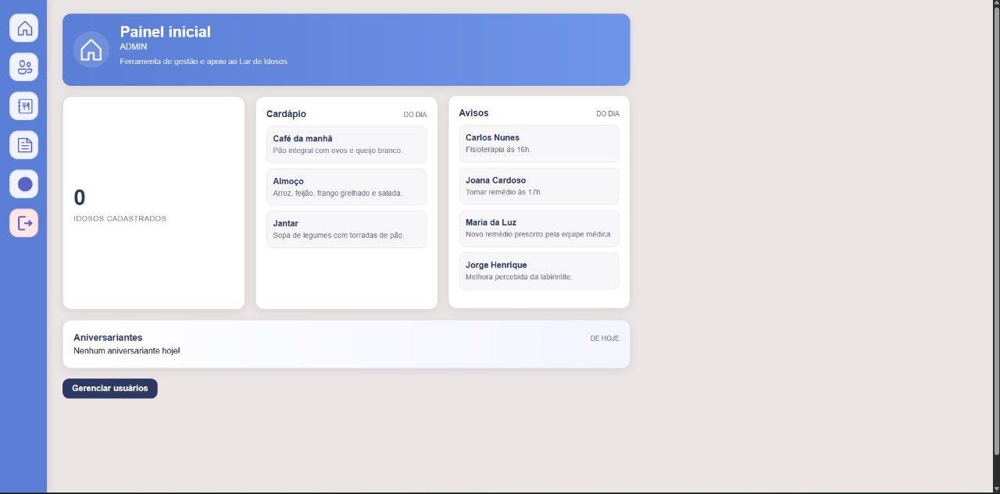 Painel inicial
ADMIN
Ferramenta de gestão e apoio ao Lar de Idosos
0
IDOSOS CADASTRADOS
Cardápio
DO DIA
Café da manhã
Pão integral com ovos e queijo branco.
Almoço
Arroz, feijão, frango grelhado e salada.
Jantar
Sopa de legumes com torradas de pão.
Avisos
DO DIA
Carlos Nunes
Fisioterapia às 16h.
Joana Cardoso
Tomar remédio às 17h.
Maria da Luz
Novo remédio prescrito pela equipe médica.
Jorge Henrique
Melhora percebida da labirintite.
Aniversariantes
DE HOJE
Nenhum aniversariante hoje!
Gerenciar usuários